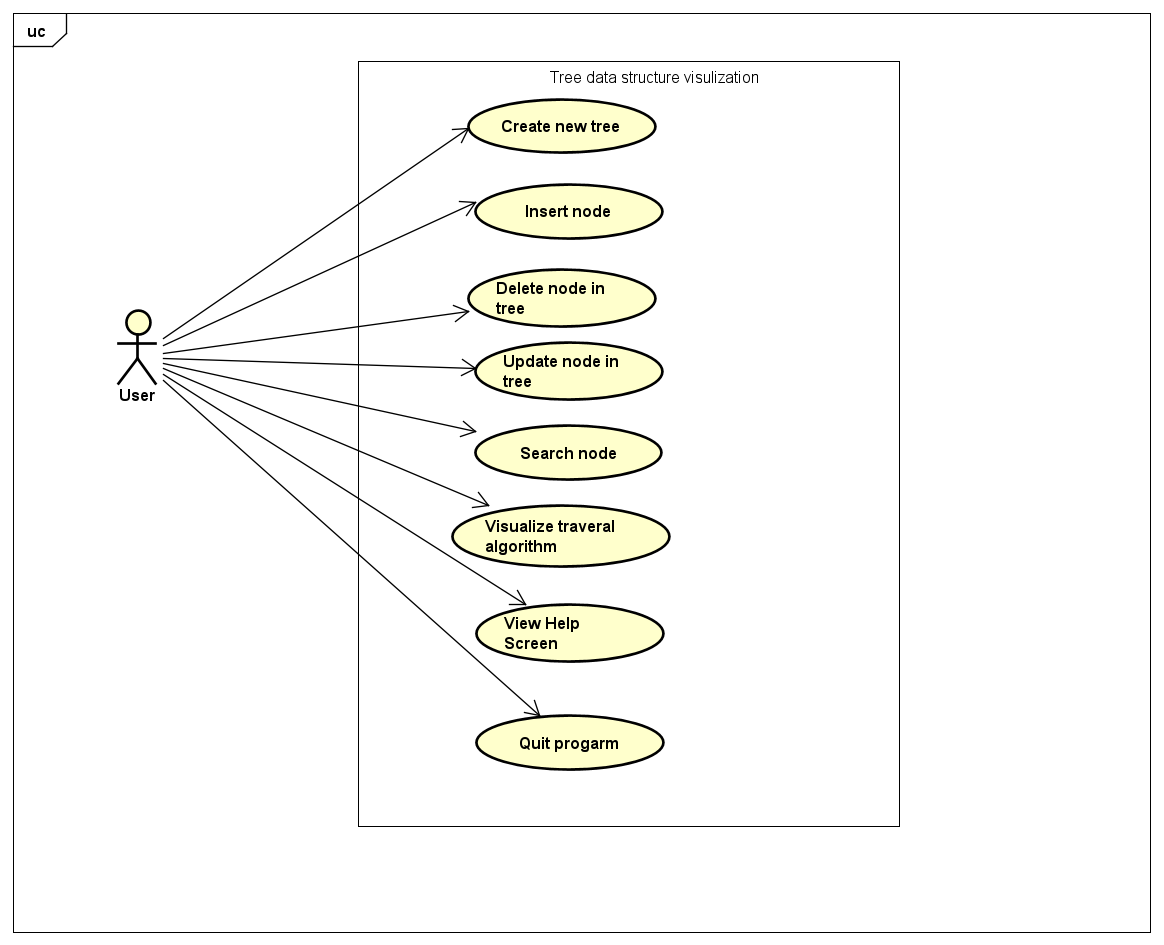 uc
Tree data structure visulization
Create new tree
Insert node
Delete node in
tree
Update node in
tree
User
Search node
Visualize traveral
algorithm
View Help
Screen
Quit progarm